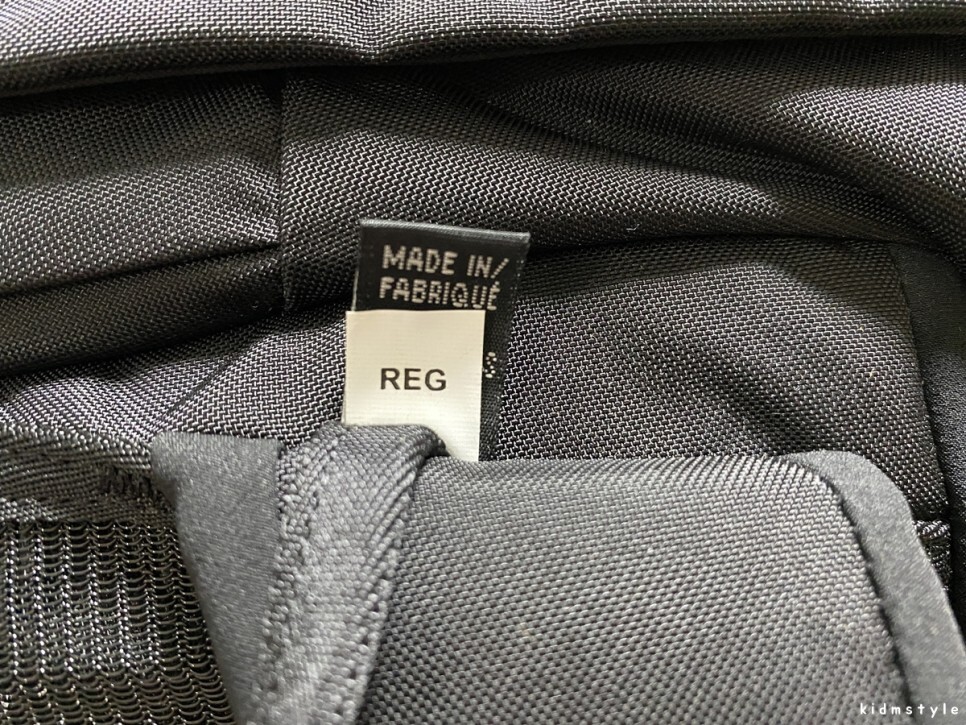 MADE IN/
FABRIQUÉ
REG
kidmstyle